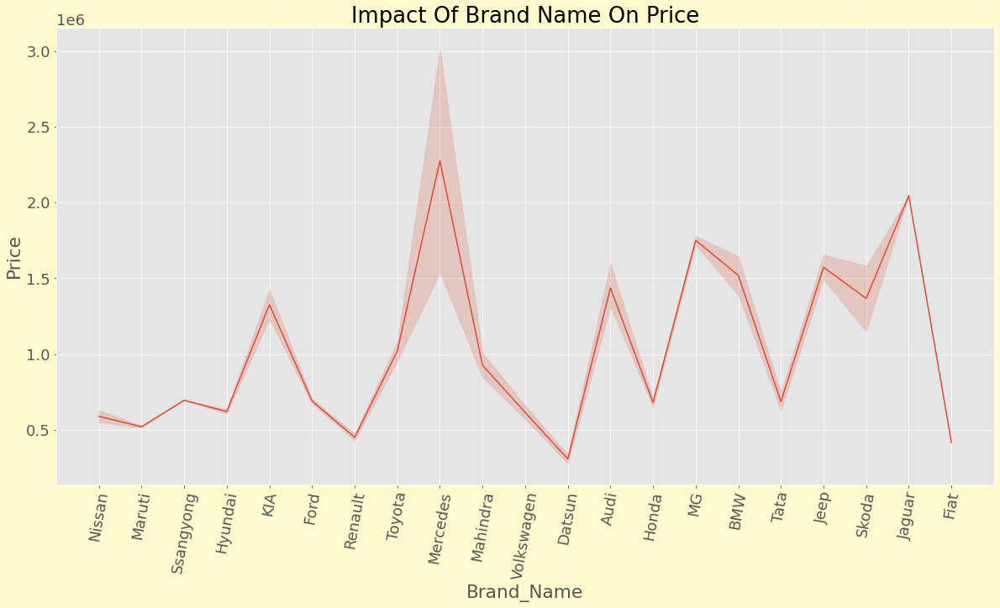 Impact Of Brand Name On Price
1e6
3.0
2.5
2.0
1.5
1.0
0.5
Price
Nissan
Maruti
Ssangyong
Hyundai
KIA
Ford
Renault
Toyota
Mercedes
Mahindra
Volkswagen
Datsun
Audi
Honda
MG
BMW
Tata
Jeep
Skoda
Jaguar
Fiat
Brand_Name